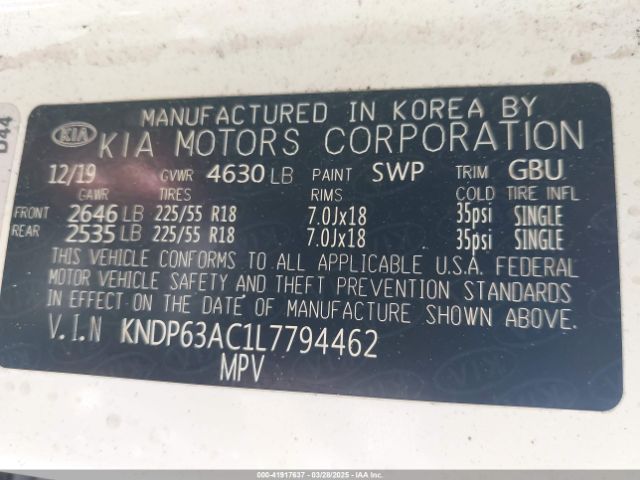 D44
MANUFACTURED IN KOREA BY
KIA KIA MOTORS CORPORATION
12/19 GVWR 4630 LB PAINT SWP TRIM GBU
GAWR TIRES RIMS COLD TIRE INFL
FRONT 2646 LB 225/55 R18 7.0Jx18 35psi SINGLE
REAR 2535 LB 225/55 R18 7.0Jx18 35psi SINGLE
THIS VEHICLE CONFORMS TO ALL APPLICABLE U.S.A. FEDERAL
MOTOR VEHICLE SAFETY AND THEFT PREVENTION STANDARDS
IN EFFECT ON THE DATE OF MANUFACTURE SHOWN ABOVE.
V.I.N KNDP63AC1L7794462
MPV
000-41917637 - 03/28/2025 - IAAI, INC.